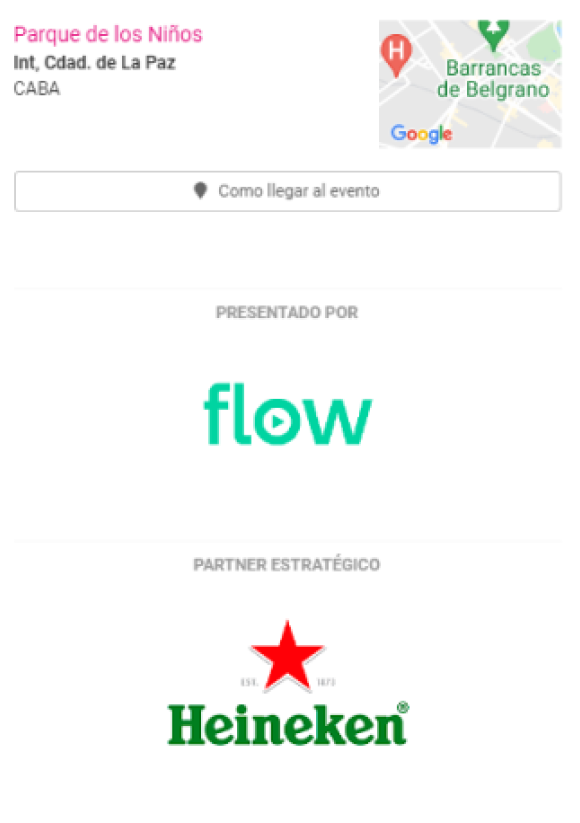 Parque de los Niños
Int, Cdad. de La Paz
CABA
H
Barrancas
de Belgrano
Google
Como llegar al evento
PRESENTADO POR
flow
PARTNER ESTRATÉGICO
EST. 1873
Heineken®